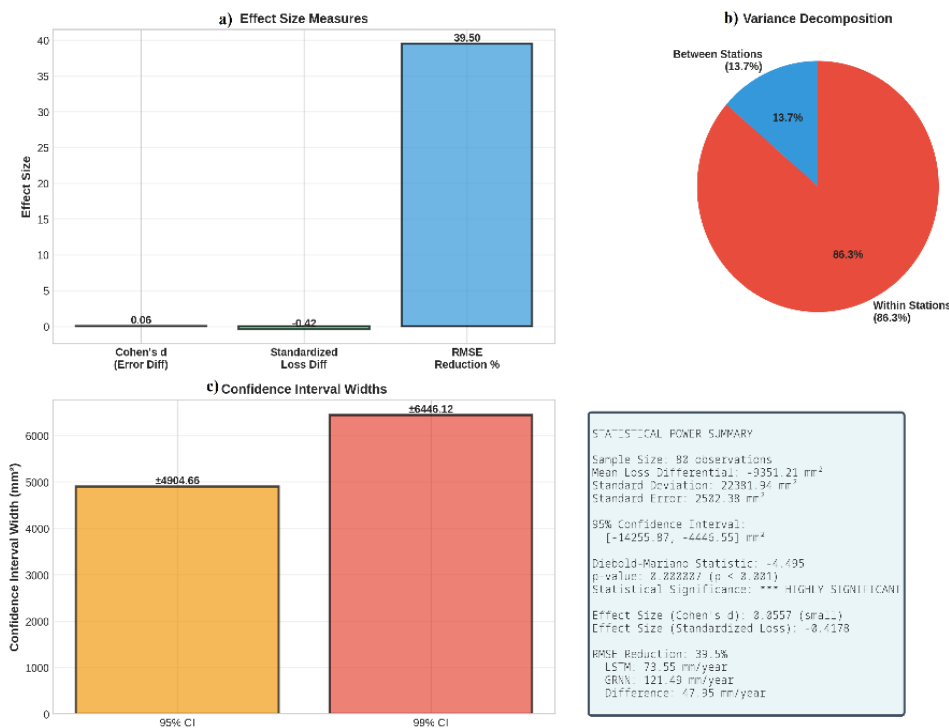 a) Effect Size Measures
40
35
30
25
20
15
10
5
0
Effect Size
39.50
0.06
-0.42
Cohen's d
(Error Diff)
Standardized
Loss Diff
RMSE
Reduction %
b) Variance Decomposition
Between Stations
(13.7%)
13.7%
86.3%
Within Stations
(86.3%)
c) Confidence Interval Widths
6000
5000
4000
3000
2000
1000
0
Confidence Interval Width (mm²)
±4904.66
±6446.12
95% CI
99% CI
STATISTICAL POWER SUMMARY
Sample Size: 80 observations
Mean Loss Differential: -9351.21 mm²
Standard Deviation: 22381.94 mm²
Standard Error: 2502.38 mm²
95% Confidence Interval:
[-14255.87, -4446.55] mm²
Diebold-Mariano Statistic: -4.495
p-value: 0.000007 (p < 0.001)
Statistical Significance: *** HIGHLY SIGNIFICANT
Effect Size (Cohen's d): 0.0557 (small)
Effect Size (Standardized Loss): -0.4178
RMSE Reduction: 39.5%
LSTM: 73.55 mm/year
GRNN: 121.49 mm/year
Difference: 47.95 mm/year